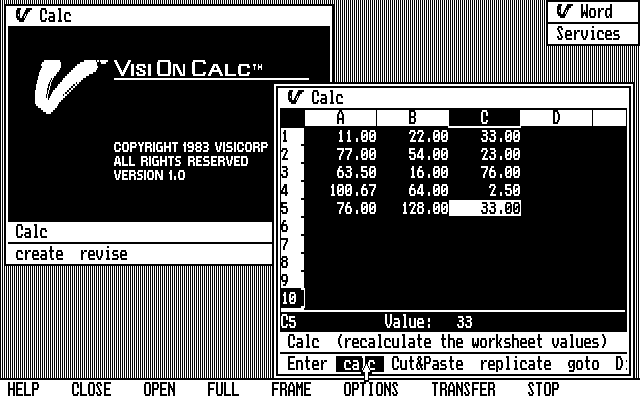 Calc
VISI ON CALC™
COPYRIGHT 1983 VISICORP
ALL RIGHTS RESERVED
VERSION 1.0
Calc
create revise
Word
Services
Calc
A B C D
1 11.00 22.00 33.00
2 77.00 54.00 23.00
3 63.50 16.00 76.00
4 100.67 64.00 2.50
5 76.00 128.00 33.00
6
7
8
9
10
C5 Value: 33
Calc (recalculate the worksheet values)
Enter calc Cut&Paste replicate goto D:
HELP CLOSE OPEN FULL FRAME OPTIONS TRANSFER STOP